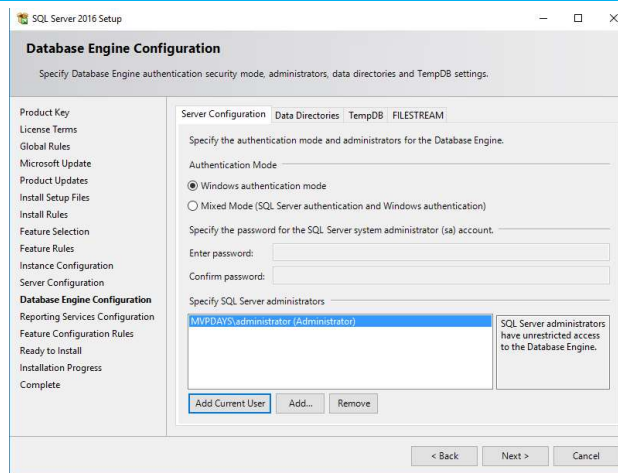 SQL Server 2016 Setup
Database Engine Configuration
Specify Database Engine authentication security mode, administrators, data directories and TempDB settings.
Product Key
License Terms
Global Rules
Microsoft Update
Product Updates
Install Setup Files
Install Rules
Feature Selection
Feature Rules
Instance Configuration
Server Configuration
Database Engine Configuration
Reporting Services Configuration
Feature Configuration Rules
Ready to Install
Installation Progress
Complete
Server Configuration Data Directories TempDB FILESTREAM
Specify the authentication mode and administrators for the Database Engine.
Authentication Mode
Windows authentication mode
Mixed Mode (SQL Server authentication and Windows authentication)
Specify the password for the SQL Server system administrator (sa) account.
Enter password:
Confirm password:
Specify SQL Server administrators
MVPDAYS\administrator (Administrator)
SQL Server administrators
have unrestricted access
to the Database Engine.
Add Current User Add... Remove
< Back Next > Cancel